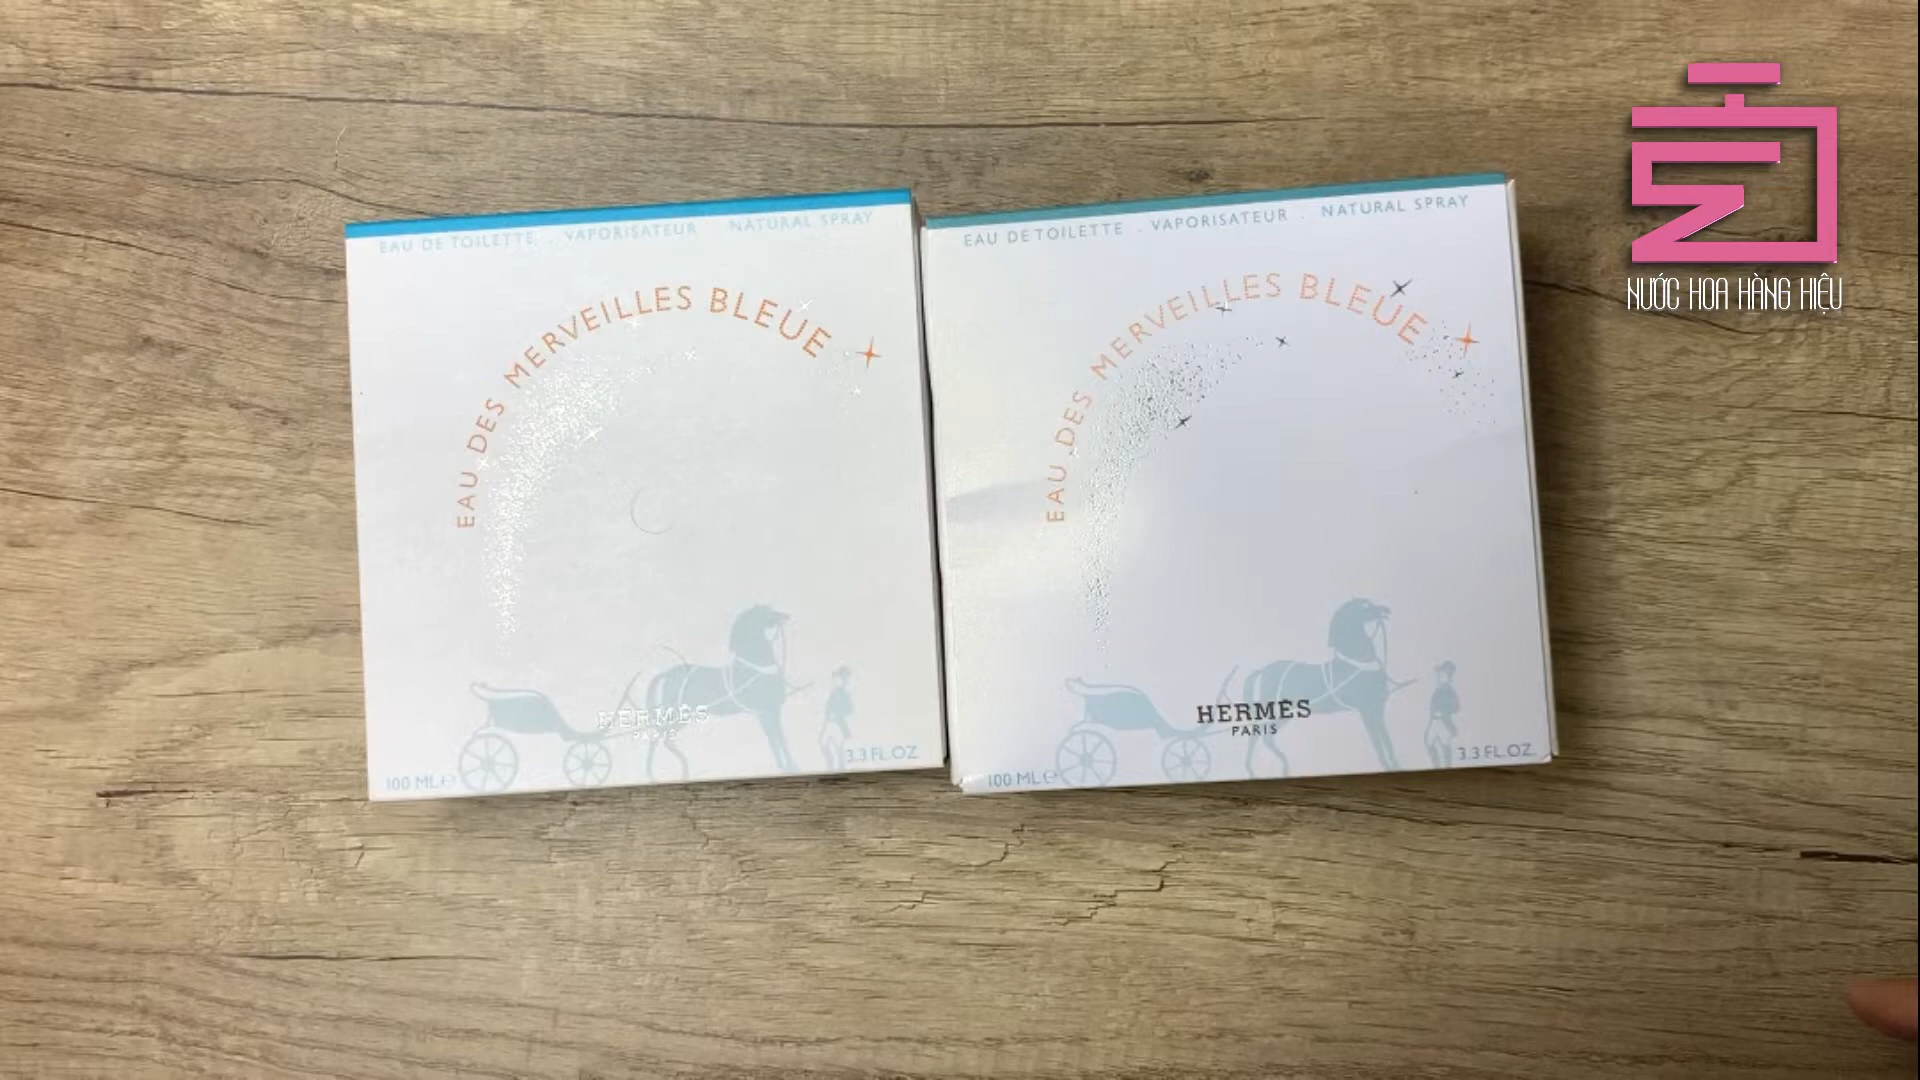 EAU DE TOILETTE . VAPORISATEUR NATURAL SPRAY
EAU DES MERVEILLES BLEUE
HERMÈS
PARIS
100 ML℮
3.3 FL.OZ.
EAU DE TOILETTE . VAPORISATEUR . NATURAL SPRAY
EAU DES MERVEILLES BLEUE
HERMÈS
PARIS
100 ML℮
3.3 FL.OZ.
NƯỚC HOA HÀNG HIỆU